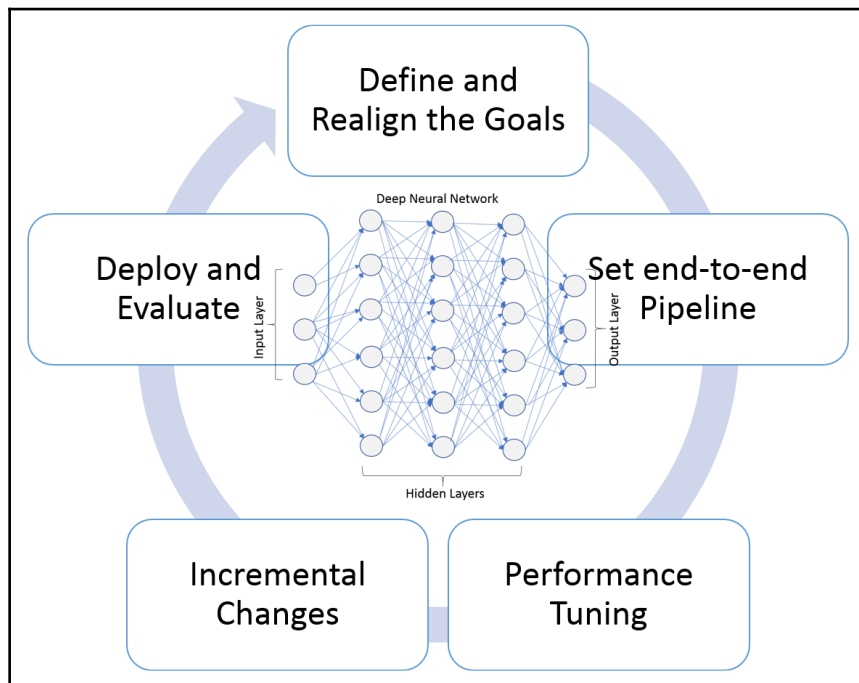 Define and
Realign the Goals
Deep Neural Network
Deploy and
Evaluate
Input Layer
Set end-to-end
Pipeline
Output Layer
Hidden Layers
Incremental
Changes
Performance
Tuning